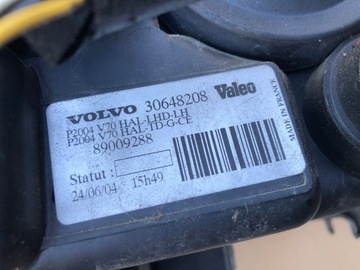 VOLVO 30648208 Valeo
P2004 V20 HAL-LHD-LH
P2004 V70 HAL-TD-G-CE
89009288
MADE IN FRANCE
Statut :
24/06/04 15h49